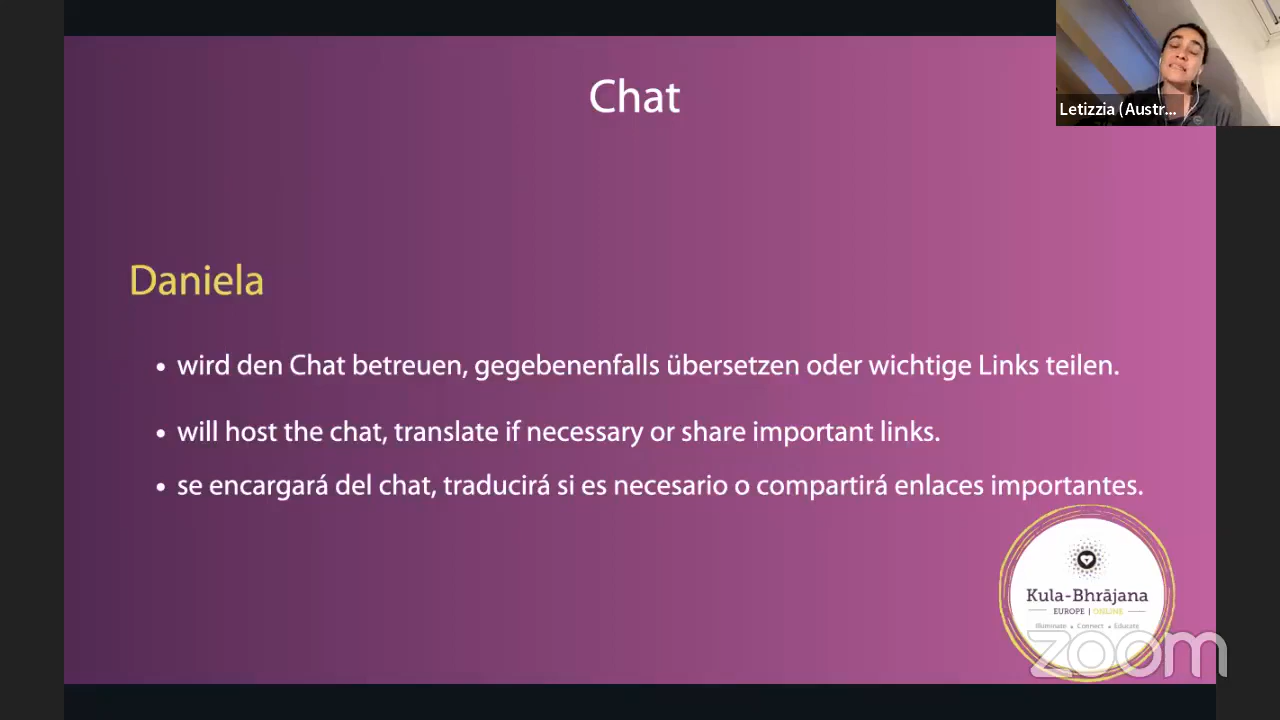 Chat
Letizzia (Austr...
Daniela
• wird den Chat betreuen, gegebenenfalls übersetzen oder wichtige Links teilen.
• will host the chat, translate if necessary or share important links.
• se encargará del chat, traducirá si es necesario o compartirá enlaces importantes.
Kula-Bhrājana
EUROPE | ONLINE
Illuminate • Connect • Educate
zoom